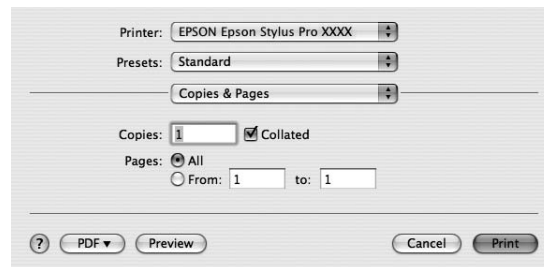 Printer: EPSON Epson Stylus Pro XXXX
Presets: Standard
Copies & Pages
Copies: 1 Collated
Pages: All
From: 1 to: 1
? PDF ▼ Preview Cancel Print